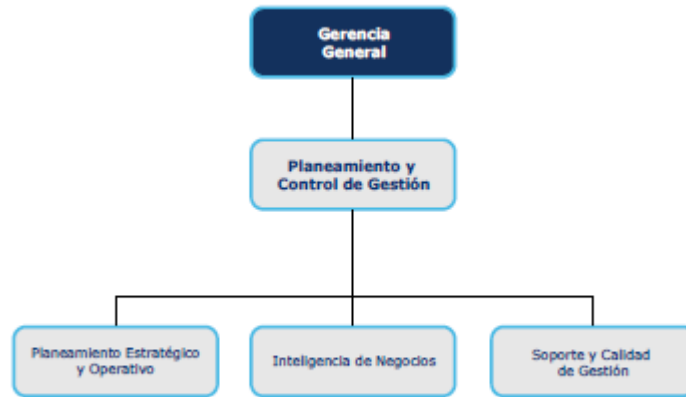 Gerencia
General
Planeamiento y
Control de Gestión
Planeamiento Estratégico
y Operativo
Inteligencia de Negocios
Soporte y Calidad
de Gestión